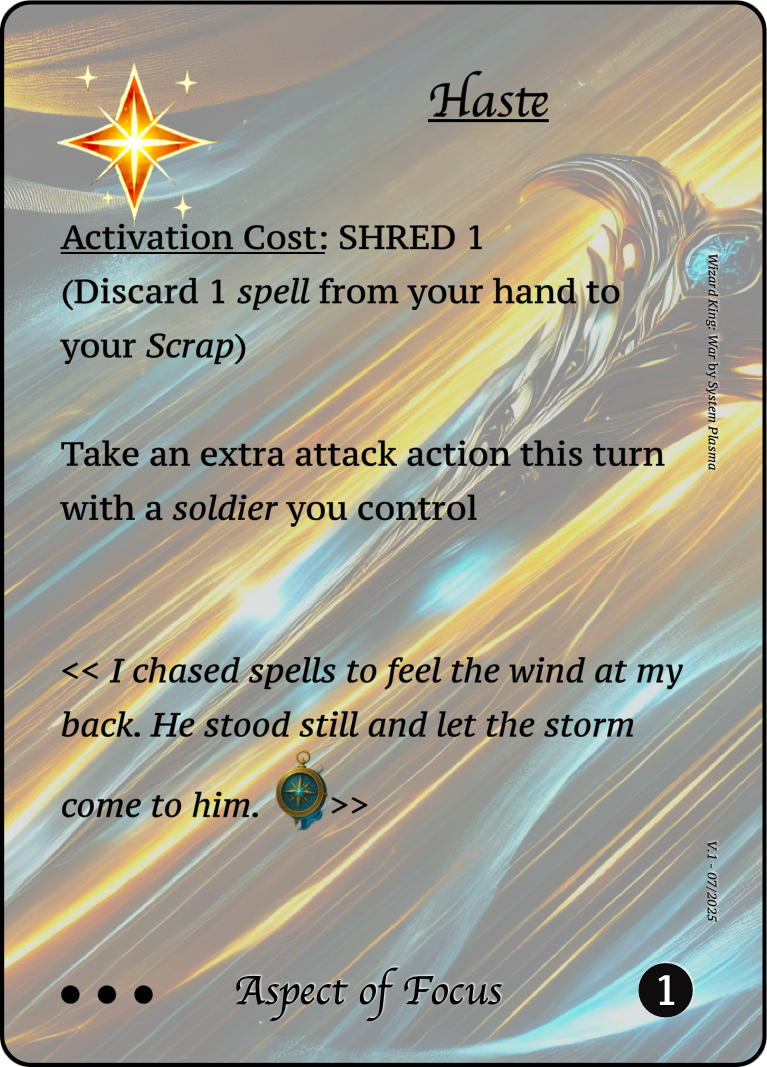 Haste
Activation Cost: SHRED 1
(Discard 1 spell from your hand to
your Scrap)
Take an extra attack action this turn
with a soldier you control
<< I chased spells to feel the wind at my
back. He stood still and let the storm
come to him. >>
Wizard King: War by System Plasma
V.1 - 07/2025
Aspect of Focus
1